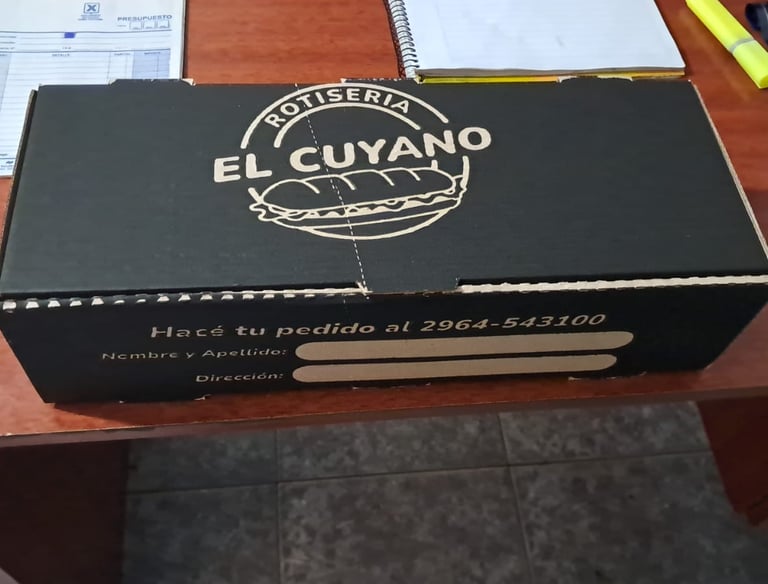 PRESUPUESTO
ROTISERIA
EL CUYANO
Hacé tu pedido al 2964-543100
Nombre y Apellido:
Dirección: